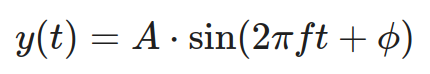 y(t) = A · sin(2πft + ϕ)